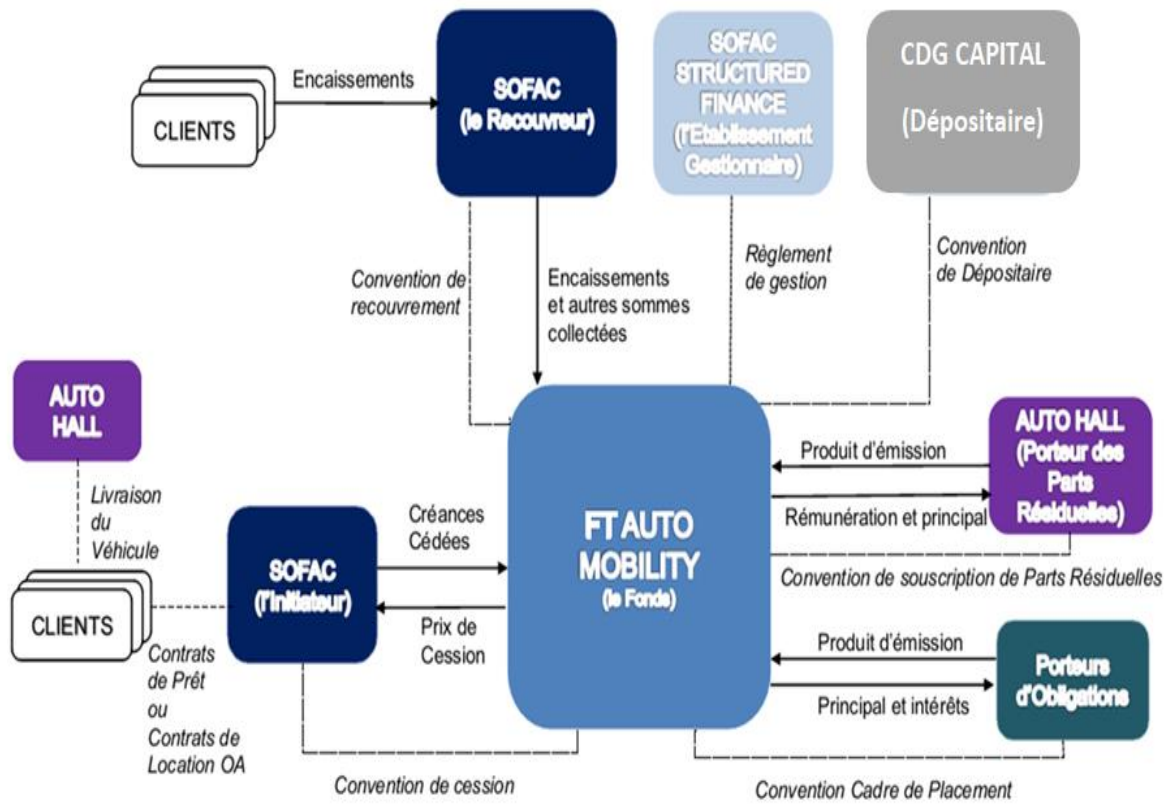 Encaissements
CLIENTS
SOFAC
(le Recouvreur)
SOFAC
STRUCTURED
FINANCE
(l'Etablissement
Gestionnaire)
CDG CAPITAL
(Dépositaire)
Convention de
recouvrement
Encaissements
et autres sommes
collectées
Règlement
de gestion
Convention
de Dépositaire
AUTO
HALL
Livraison
du
Véhicule
CLIENTS
Contrats
de Prêt
ou
Contrats de
Location OA
SOFAC
(l'Initiateur)
Créances
Cédées
Prix de
Cession
Convention de cession
FT AUTO
MOBILITY
(le Fonds)
Produit d'émission
Rémunération et principal
AUTO HALL
(Porteur des
Parts
Résiduelles)
Convention de souscription de Parts Résiduelles
Produit d'émission
Principal et intérêts
Porteurs
d'Obligations
Convention Cadre de Placement